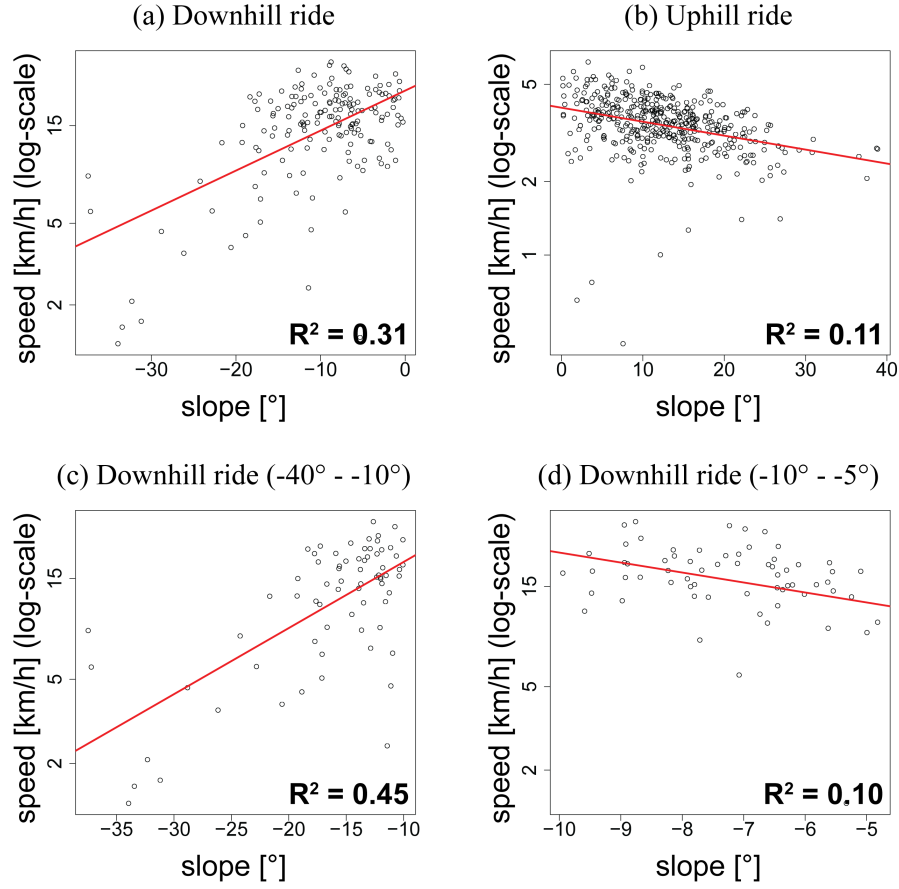 (a) Downhill ride
(b) Uphill ride
speed [km/h] (log-scale)
15
5
2
R² = 0.31
−30 −20 −10 0
slope [°]
speed [km/h] (log-scale)
5
2
1
R² = 0.11
0 10 20 30 40
slope [°]
(c) Downhill ride (-40° - -10°)
(d) Downhill ride (-10° - -5°)
speed [km/h] (log-scale)
15
5
2
R² = 0.45
−35 −30 −25 −20 −15 −10
slope [°]
speed [km/h] (log-scale)
15
5
2
R² = 0.10
−10 −9 −8 −7 −6 −5
slope [°]